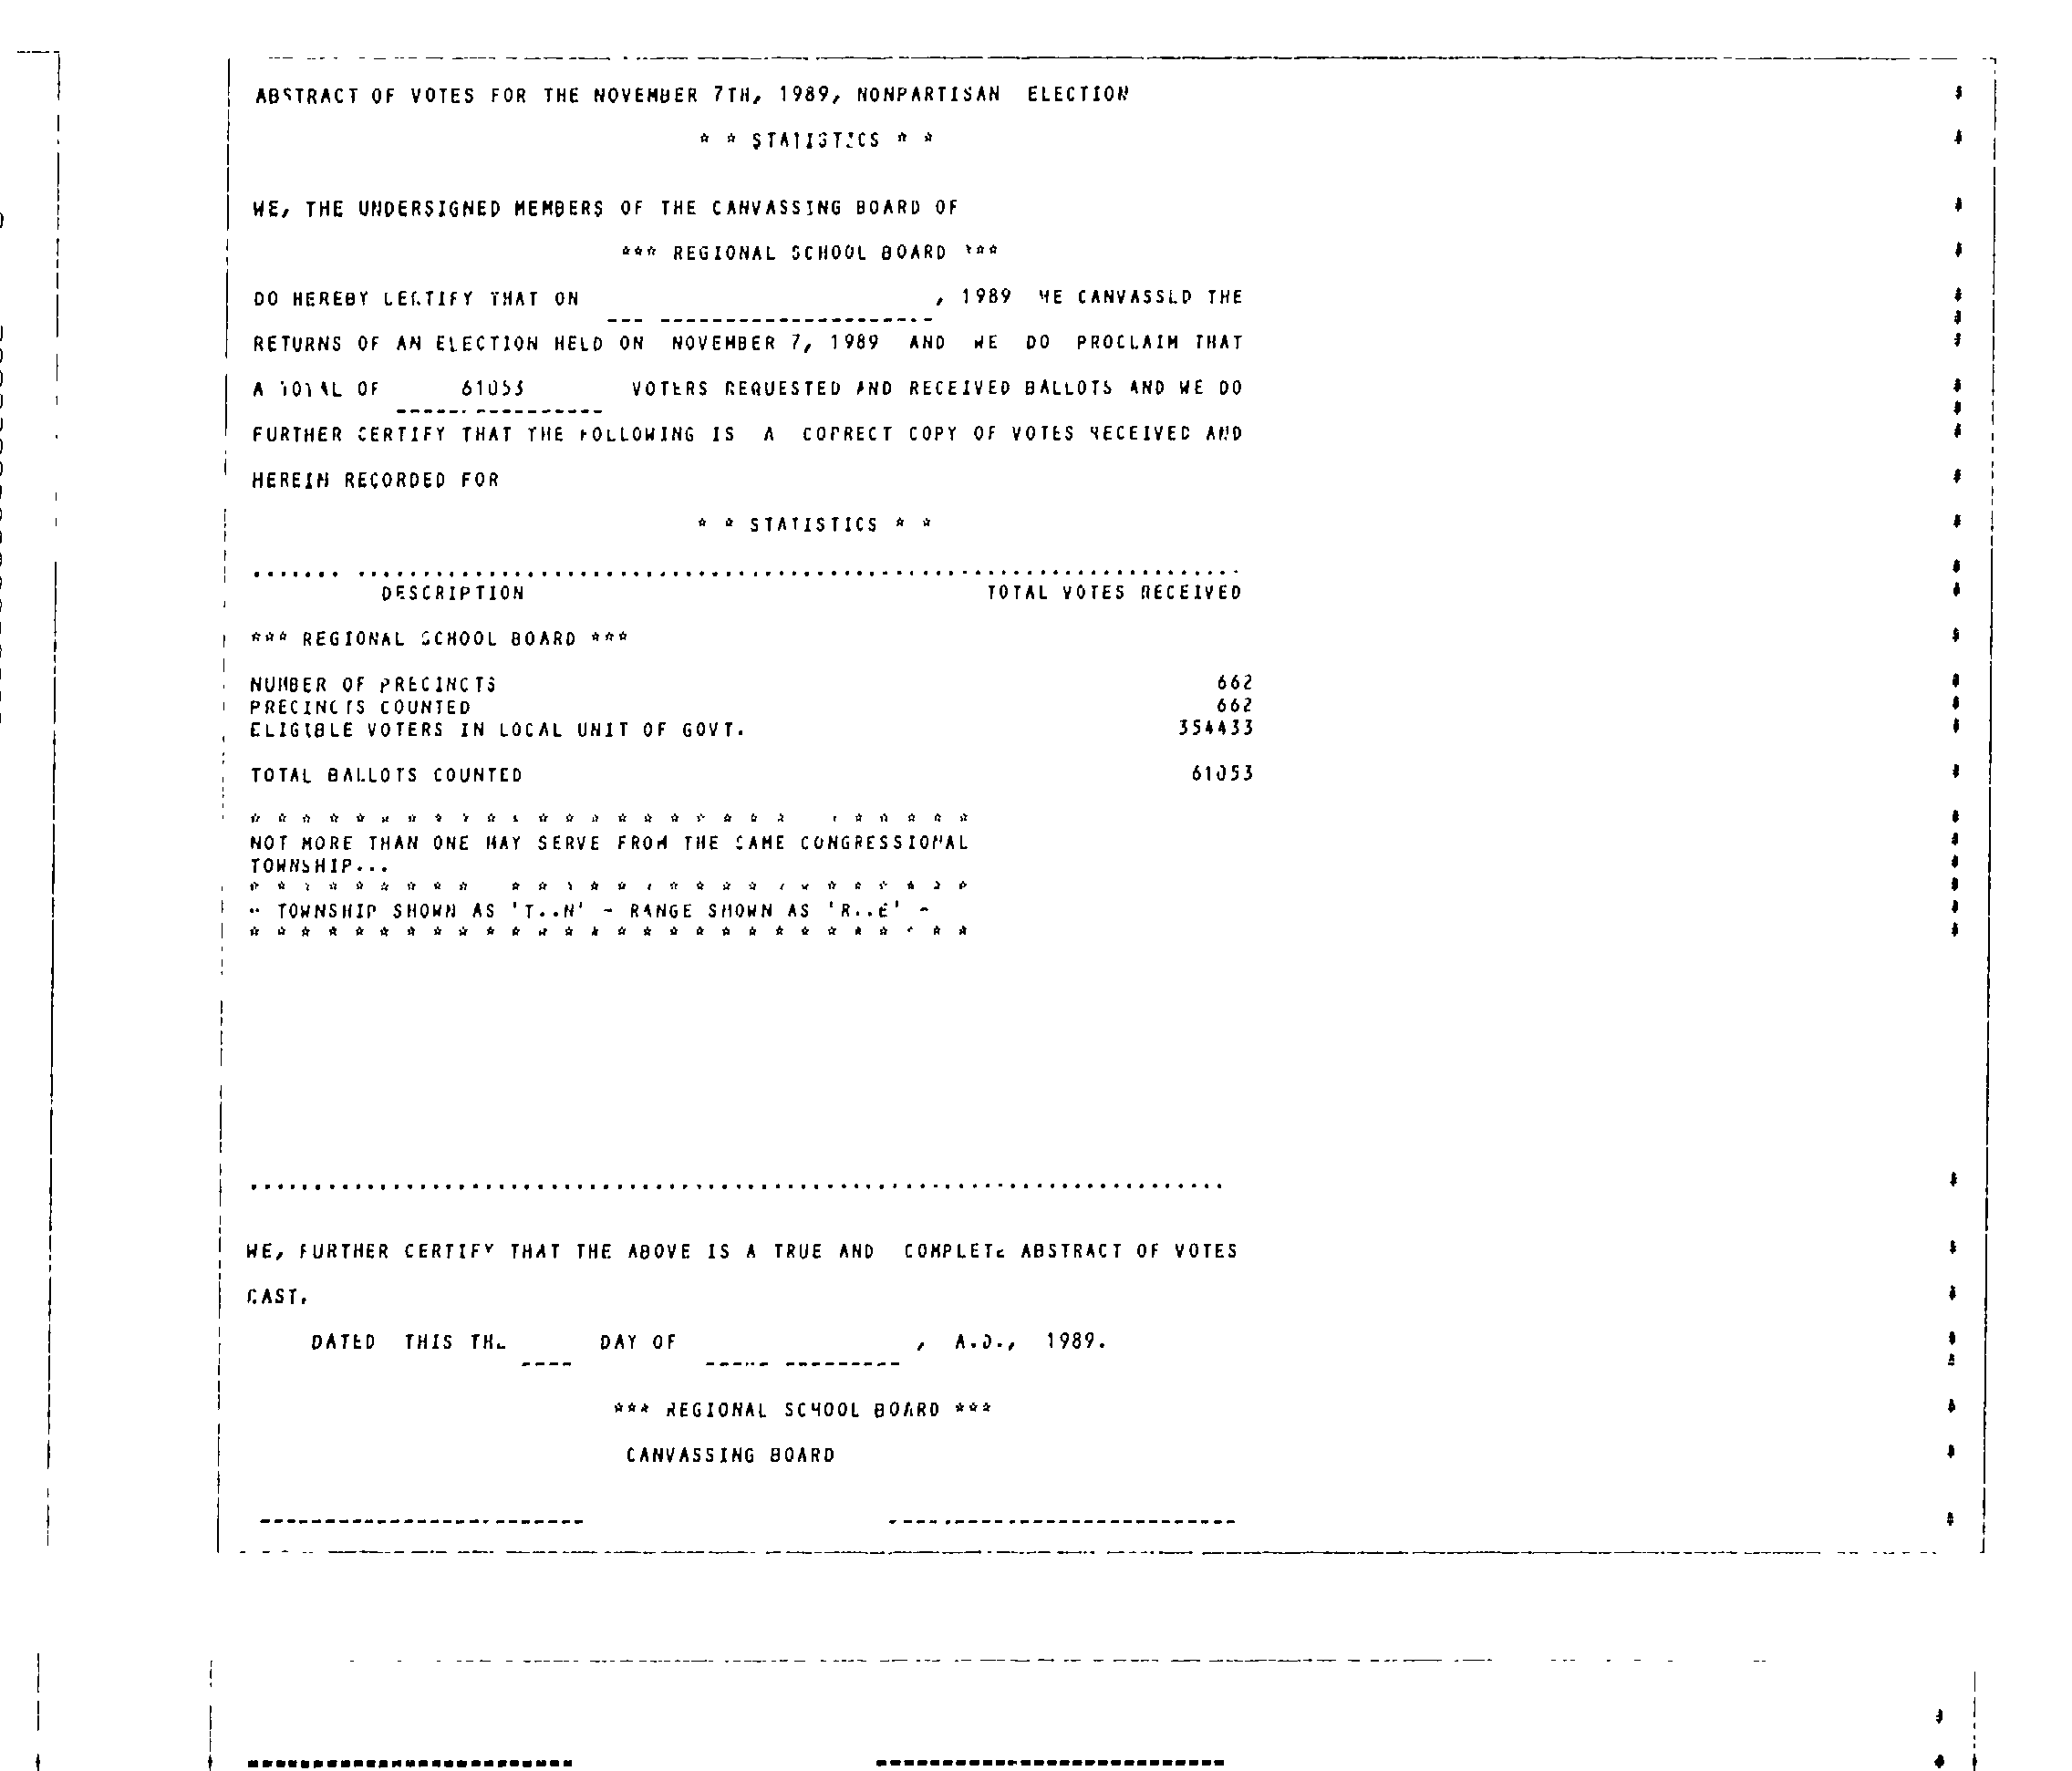 ABSTRACT OF VOTES FOR THE NOVEMBER 7TH, 1989, NONPARTISAN ELECTION
* * STATISTICS * *
WE, THE UNDERSIGNED MEMBERS OF THE CANVASSING BOARD OF
*** REGIONAL SCHOOL BOARD ***
DO HEREBY CERTIFY THAT ON , 1989 WE CANVASSED THE
RETURNS OF AN ELECTION HELD ON NOVEMBER 7, 1989 AND WE DO PROCLAIM THAT
A TOTAL OF 61053 VOTERS REQUESTED AND RECEIVED BALLOTS AND WE DO
FURTHER CERTIFY THAT THE FOLLOWING IS A CORRECT COPY OF VOTES RECEIVED AND
HEREIN RECORDED FOR
* * STATISTICS * *
DESCRIPTION TOTAL VOTES RECEIVED
*** REGIONAL SCHOOL BOARD ***
NUMBER OF PRECINCTS 662
PRECINCTS COUNTED 662
ELIGIBLE VOTERS IN LOCAL UNIT OF GOVT. 354433
TOTAL BALLOTS COUNTED 61053
NOT MORE THAN ONE MAY SERVE FROM THE SAME CONGRESSIONAL
TOWNSHIP...
- TOWNSHIP SHOWN AS 'T..N' - RANGE SHOWN AS 'R..E' -
WE, FURTHER CERTIFY THAT THE ABOVE IS A TRUE AND COMPLETE ABSTRACT OF VOTES
CAST.
DATED THIS THE DAY OF , A.D., 1989.
*** REGIONAL SCHOOL BOARD ***
CANVASSING BOARD